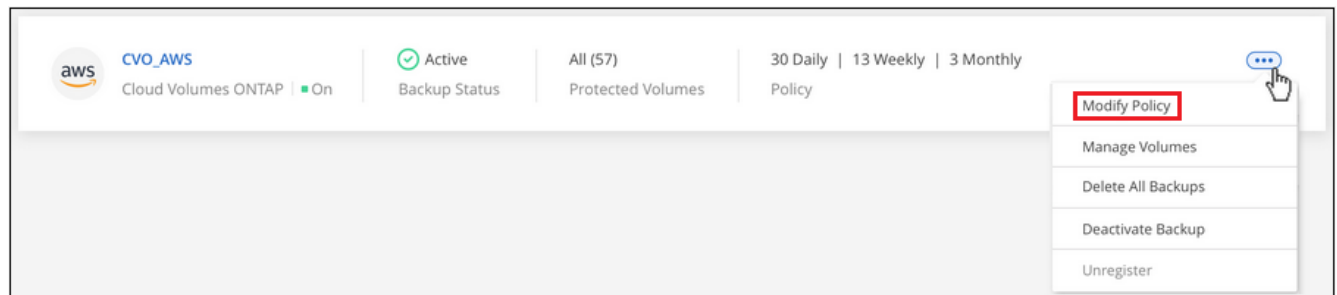 aws
CVO_AWS
Cloud Volumes ONTAP | On
Active
Backup Status
All (57)
Protected Volumes
30 Daily | 13 Weekly | 3 Monthly
Policy
Modify Policy
Manage Volumes
Delete All Backups
Deactivate Backup
Unregister